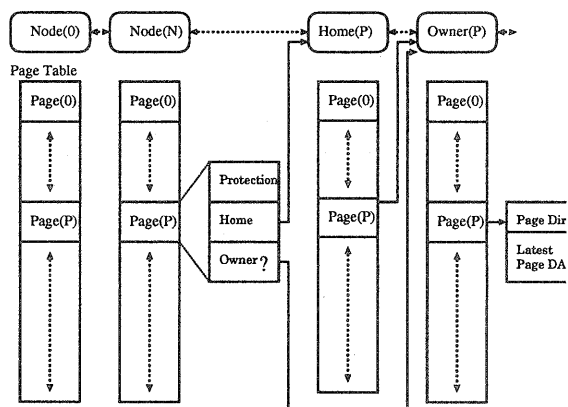 Node(0) Node(N) Home(P) Owner(P)
Page Table
Page(0) Page(0) Page(0) Page(0)
Protection
Page(P) Page(P) Home Page(P) Page(P) Page Dir
Owner ? Latest
Page DA